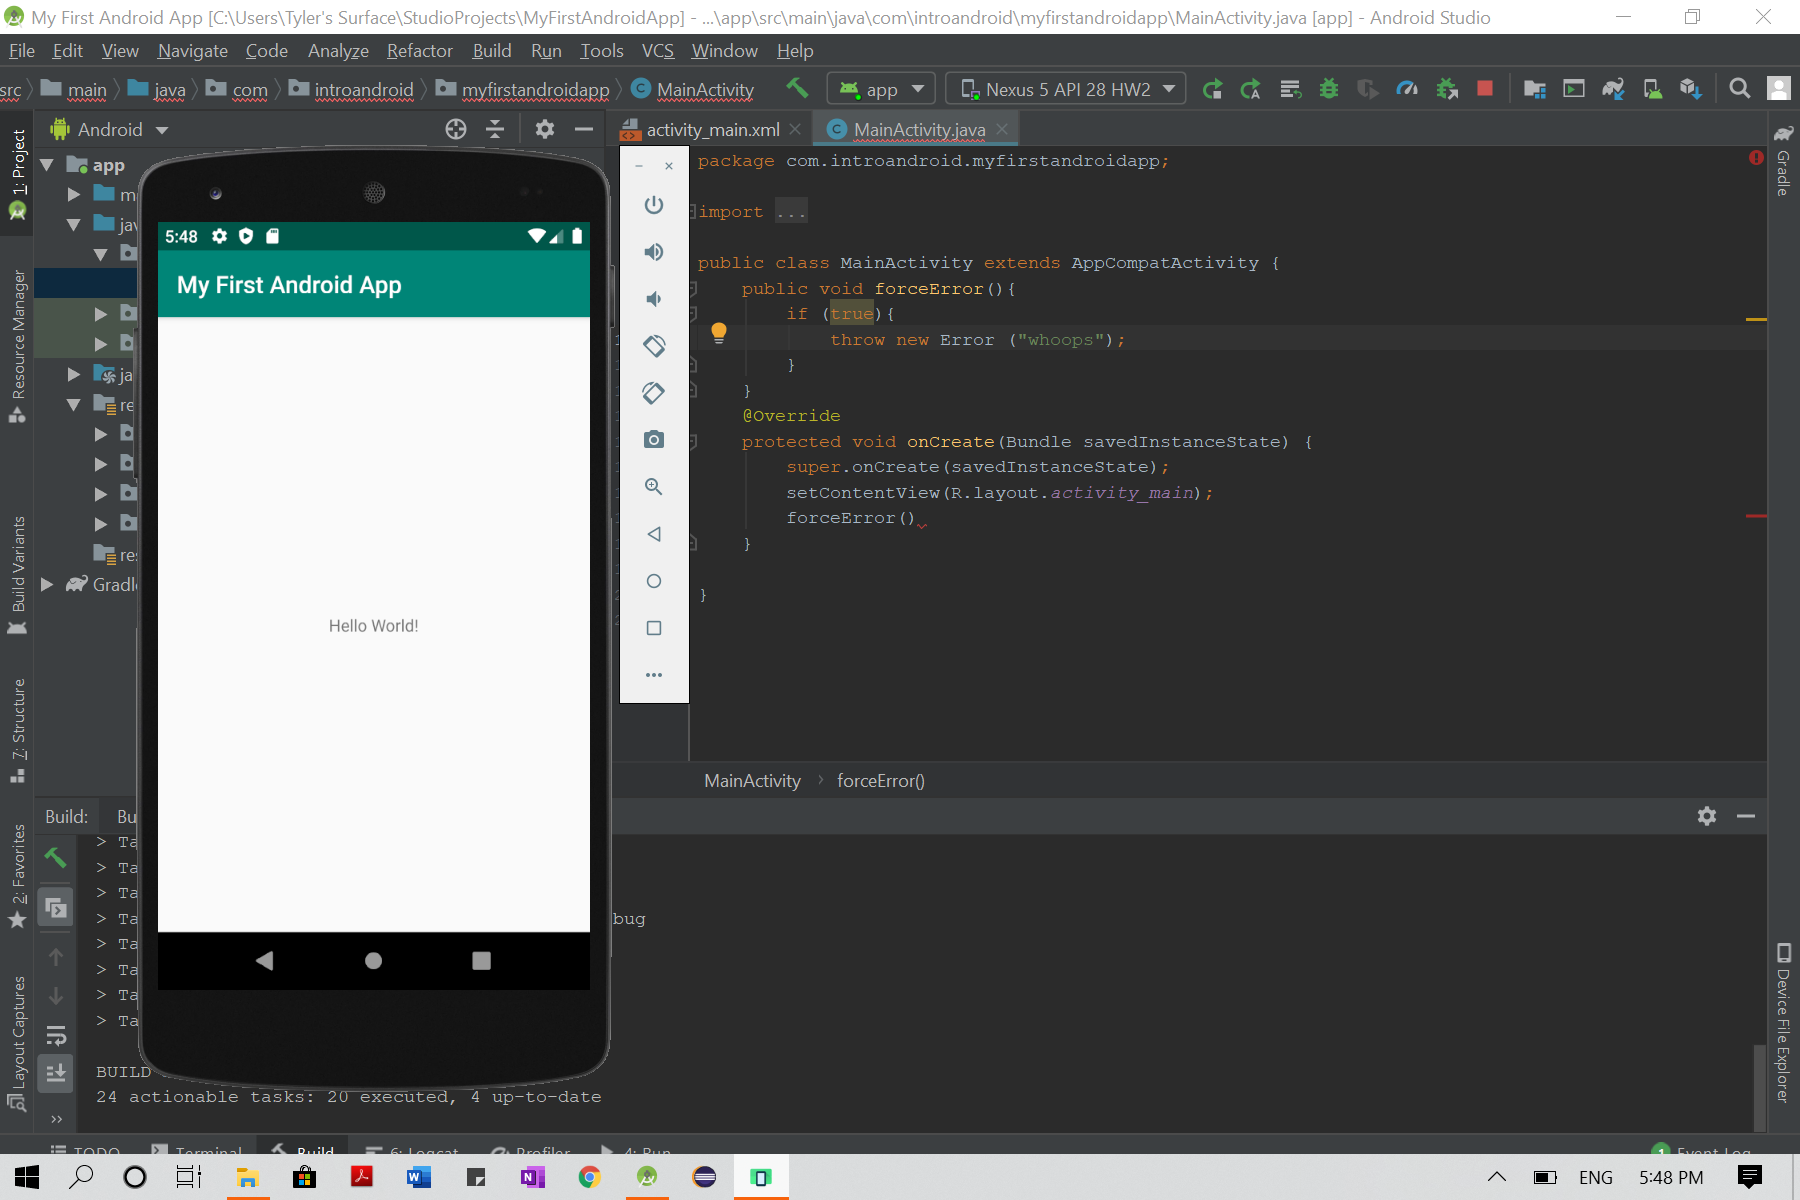 My First Android App [C:\Users\Tyler's Surface\StudioProjects\MyFirstAndroidApp] - ...\app\src\main\java\com\introandroid\myfirstandroidapp\MainActivity.java [app] - Android Studio
File Edit View Navigate Code Analyze Refactor Build Run Tools VCS Window Help
src main java com introandroid myfirstandroidapp MainActivity app Nexus 5 API 28 HW2
Android
activity_main.xml MainActivity.java
1: Project
Resource Manager
Build Variants
7: Structure
2: Favorites
Layout Captures
app
m
jav
ja
re
res
Gradle
5:48
My First Android App
Hello World!
package com.introandroid.myfirstandroidapp;
import ...
public class MainActivity extends AppCompatActivity {
public void forceError(){
if (true){
throw new Error ("whoops");
}
}
@Override
protected void onCreate(Bundle savedInstanceState) {
super.onCreate(savedInstanceState);
setContentView(R.layout.activity_main);
forceError()
}
}
MainActivity › forceError()
Gradle
Device File Explorer
Build: Bu
> Ta
> Ta
> Ta
> Ta bug
> Ta
> Ta
> Ta
> Ta
BUILD
24 actionable tasks: 20 executed, 4 up-to-date
TODO Terminal Build 6: Logcat Profiler 4: Run 1 Event Log
ENG 5:48 PM